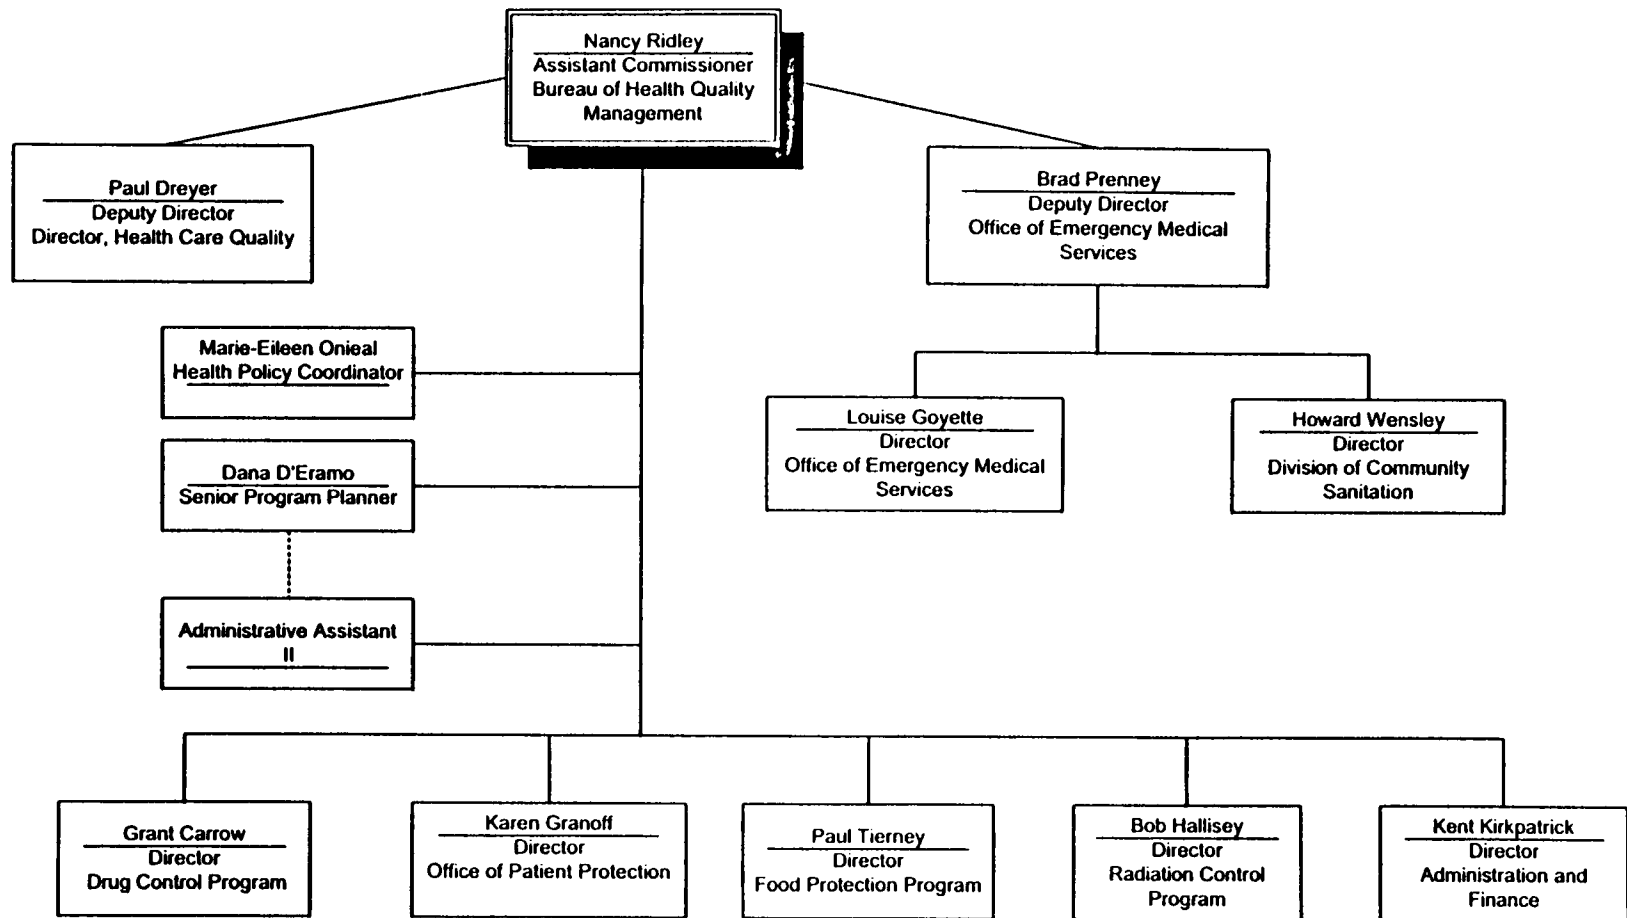 Nancy Ridley
Assistant Commissioner
Bureau of Health Quality
Management
Paul Dreyer
Deputy Director
Director, Health Care Quality
Brad Prenney
Deputy Director
Office of Emergency Medical
Services
Marie-Eileen Onieal
Health Policy Coordinator
Louise Goyette
Director
Office of Emergency Medical
Services
Howard Wensley
Director
Division of Community
Sanitation
Dana D'Eramo
Senior Program Planner
Administrative Assistant
II
Grant Carrow
Director
Drug Control Program
Karen Granoff
Director
Office of Patient Protection
Paul Tierney
Director
Food Protection Program
Bob Hallisey
Director
Radiation Control
Program
Kent Kirkpatrick
Director
Administration and
Finance